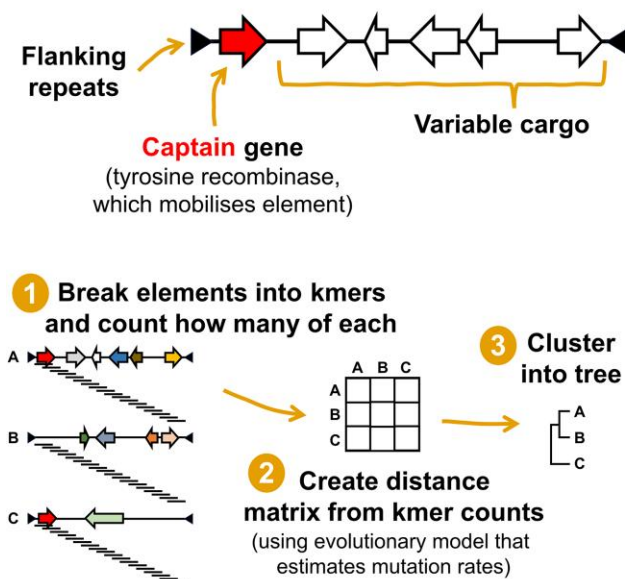 Flanking
repeats
Captain gene
(tyrosine recombinase,
which mobilises element)
Variable cargo
1 Break elements into kmers
and count how many of each
A
B
C
A B C
A
B
C
2 Create distance
matrix from kmer counts
(using evolutionary model that
estimates mutation rates)
3 Cluster
into tree
A
B
C